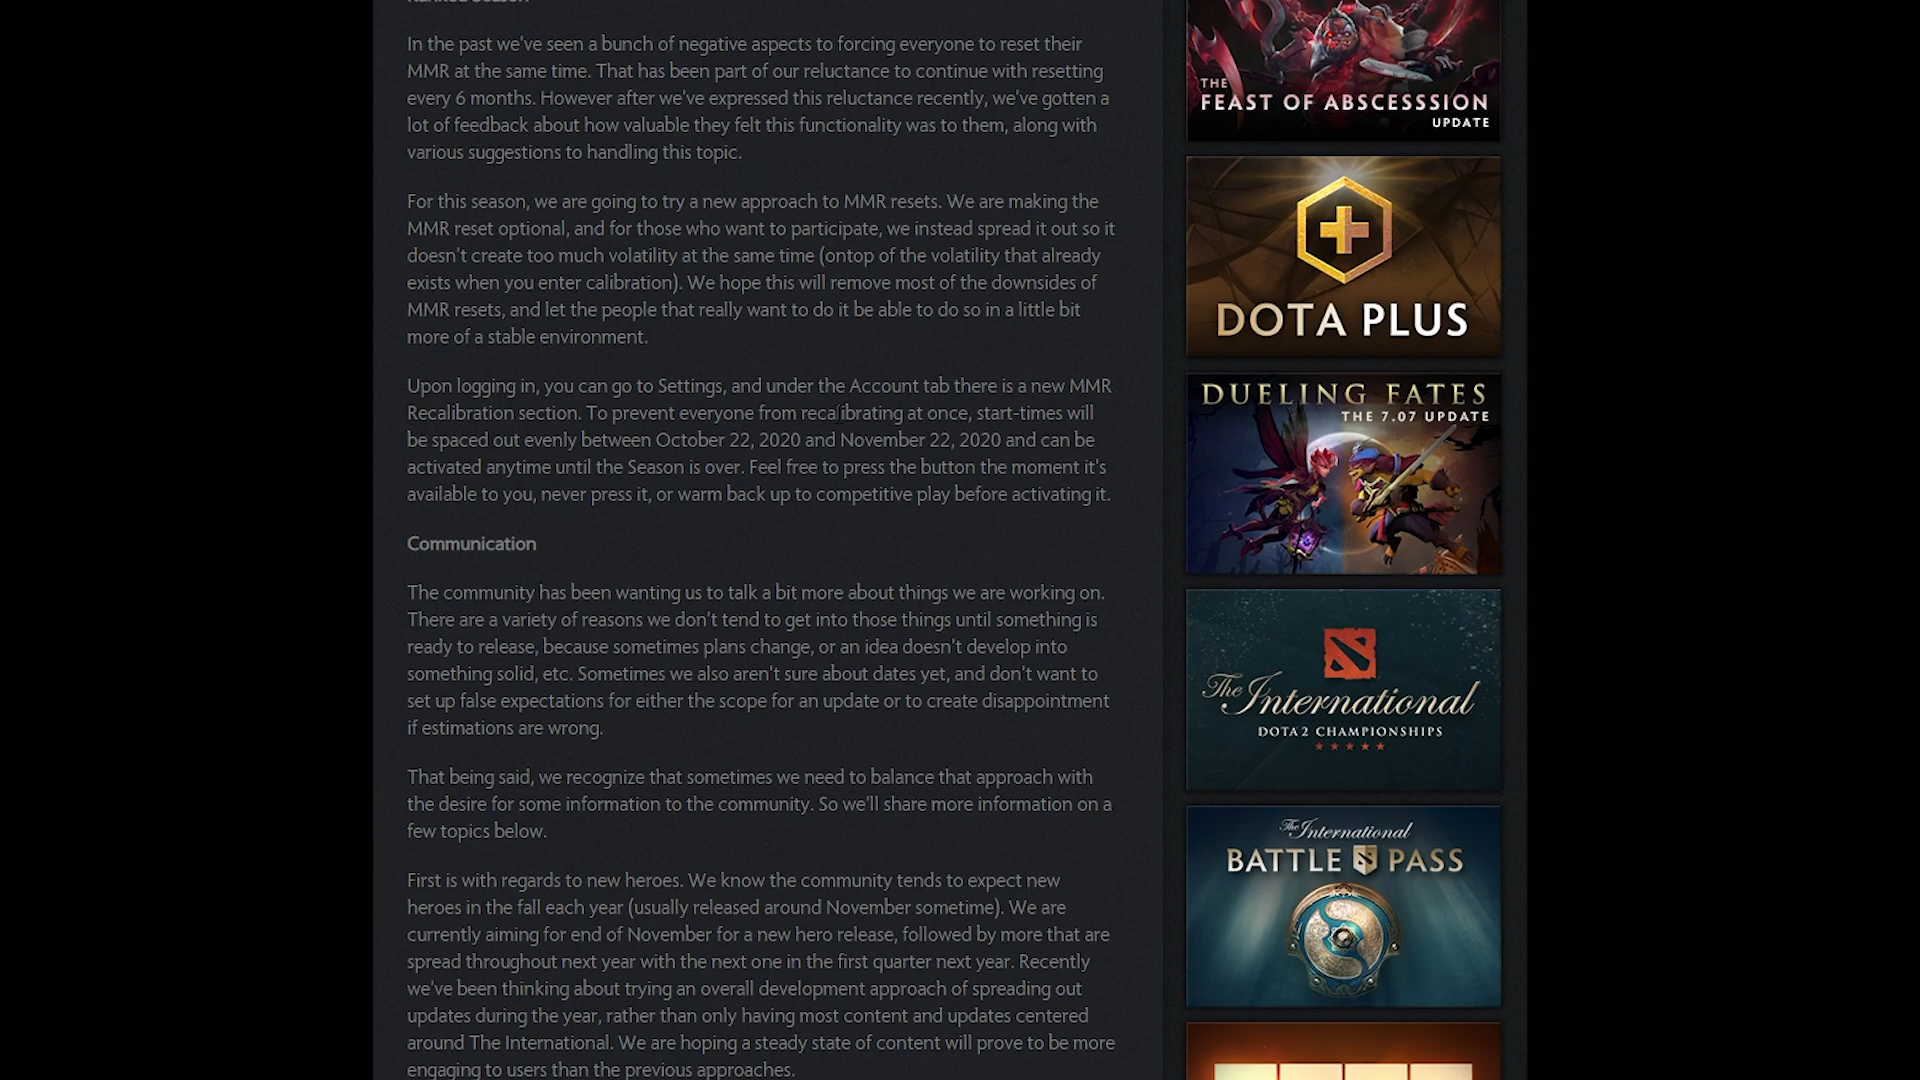 Ranked Season
In the past we've seen a bunch of negative aspects to forcing everyone to reset their
MMR at the same time. That has been part of our reluctance to continue with resetting
every 6 months. However after we've expressed this reluctance recently, we've gotten a
lot of feedback about how valuable they felt this functionality was to them, along with
various suggestions to handling this topic.
For this season, we are going to try a new approach to MMR resets. We are making the
MMR reset optional, and for those who want to participate, we instead spread it out so it
doesn't create too much volatility at the same time (ontop of the volatility that already
exists when you enter calibration). We hope this will remove most of the downsides of
MMR resets, and let the people that really want to do it be able to do so in a little bit
more of a stable environment.
Upon logging in, you can go to Settings, and under the Account tab there is a new MMR
Recalibration section. To prevent everyone from recalibrating at once, start-times will
be spaced out evenly between October 22, 2020 and November 22, 2020 and can be
activated anytime until the Season is over. Feel free to press the button the moment it's
available to you, never press it, or warm back up to competitive play before activating it.
Communication
The community has been wanting us to talk a bit more about things we are working on.
There are a variety of reasons we don't tend to get into those things until something is
ready to release, because sometimes plans change, or an idea doesn't develop into
something solid, etc. Sometimes we also aren't sure about dates yet, and don't want to
set up false expectations for either the scope for an update or to create disappointment
if estimations are wrong.
That being said, we recognize that sometimes we need to balance that approach with
the desire for some information to the community. So we'll share more information on a
few topics below.
First is with regards to new heroes. We know the community tends to expect new
heroes in the fall each year (usually released around November sometime). We are
currently aiming for end of November for a new hero release, followed by more that are
spread throughout next year with the next one in the first quarter next year. Recently
we've been thinking about trying an overall development approach of spreading out
updates during the year, rather than only having most content and updates centered
around The International. We are hoping a steady state of content will prove to be more
engaging to users than the previous approaches.
THE
FEAST OF ABSCESSSION
UPDATE
DOTA PLUS
DUELING FATES
THE 7.07 UPDATE
The International
DOTA 2 CHAMPIONSHIPS
The International
BATTLE PASS